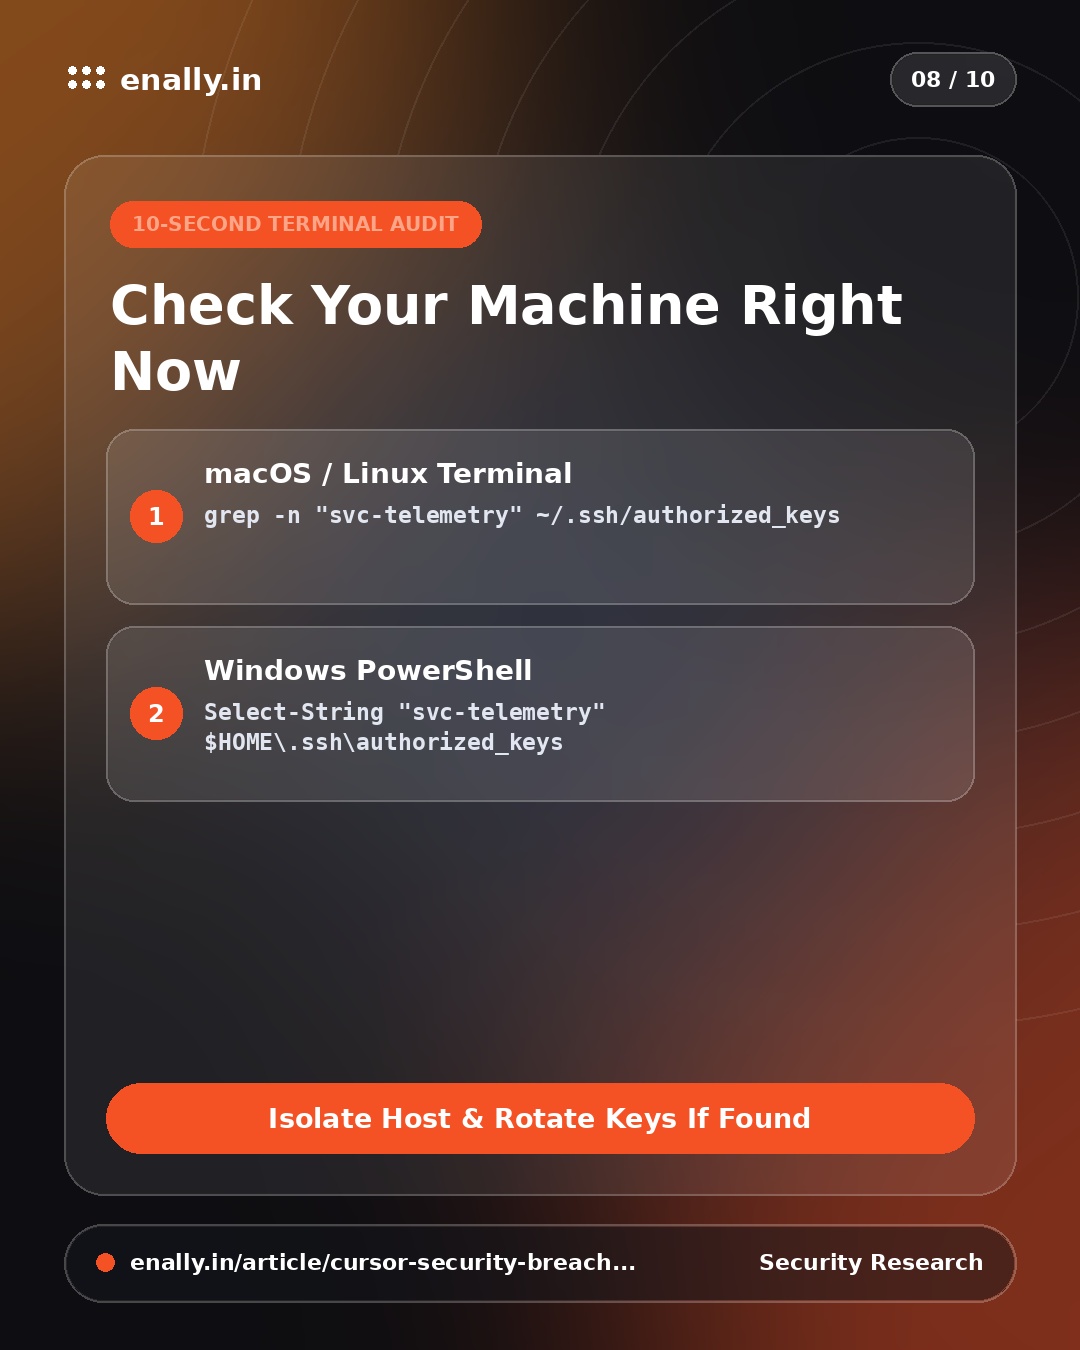 enally.in
08 / 10
10-SECOND TERMINAL AUDIT
Check Your Machine Right
Now
macOS / Linux Terminal
1
grep -n "svc-telemetry" ~/.ssh/authorized_keys
Windows PowerShell
2
Select-String "svc-telemetry"
$HOME\.ssh\authorized_keys
Isolate Host & Rotate Keys If Found
enally.in/article/cursor-security-breach...
Security Research